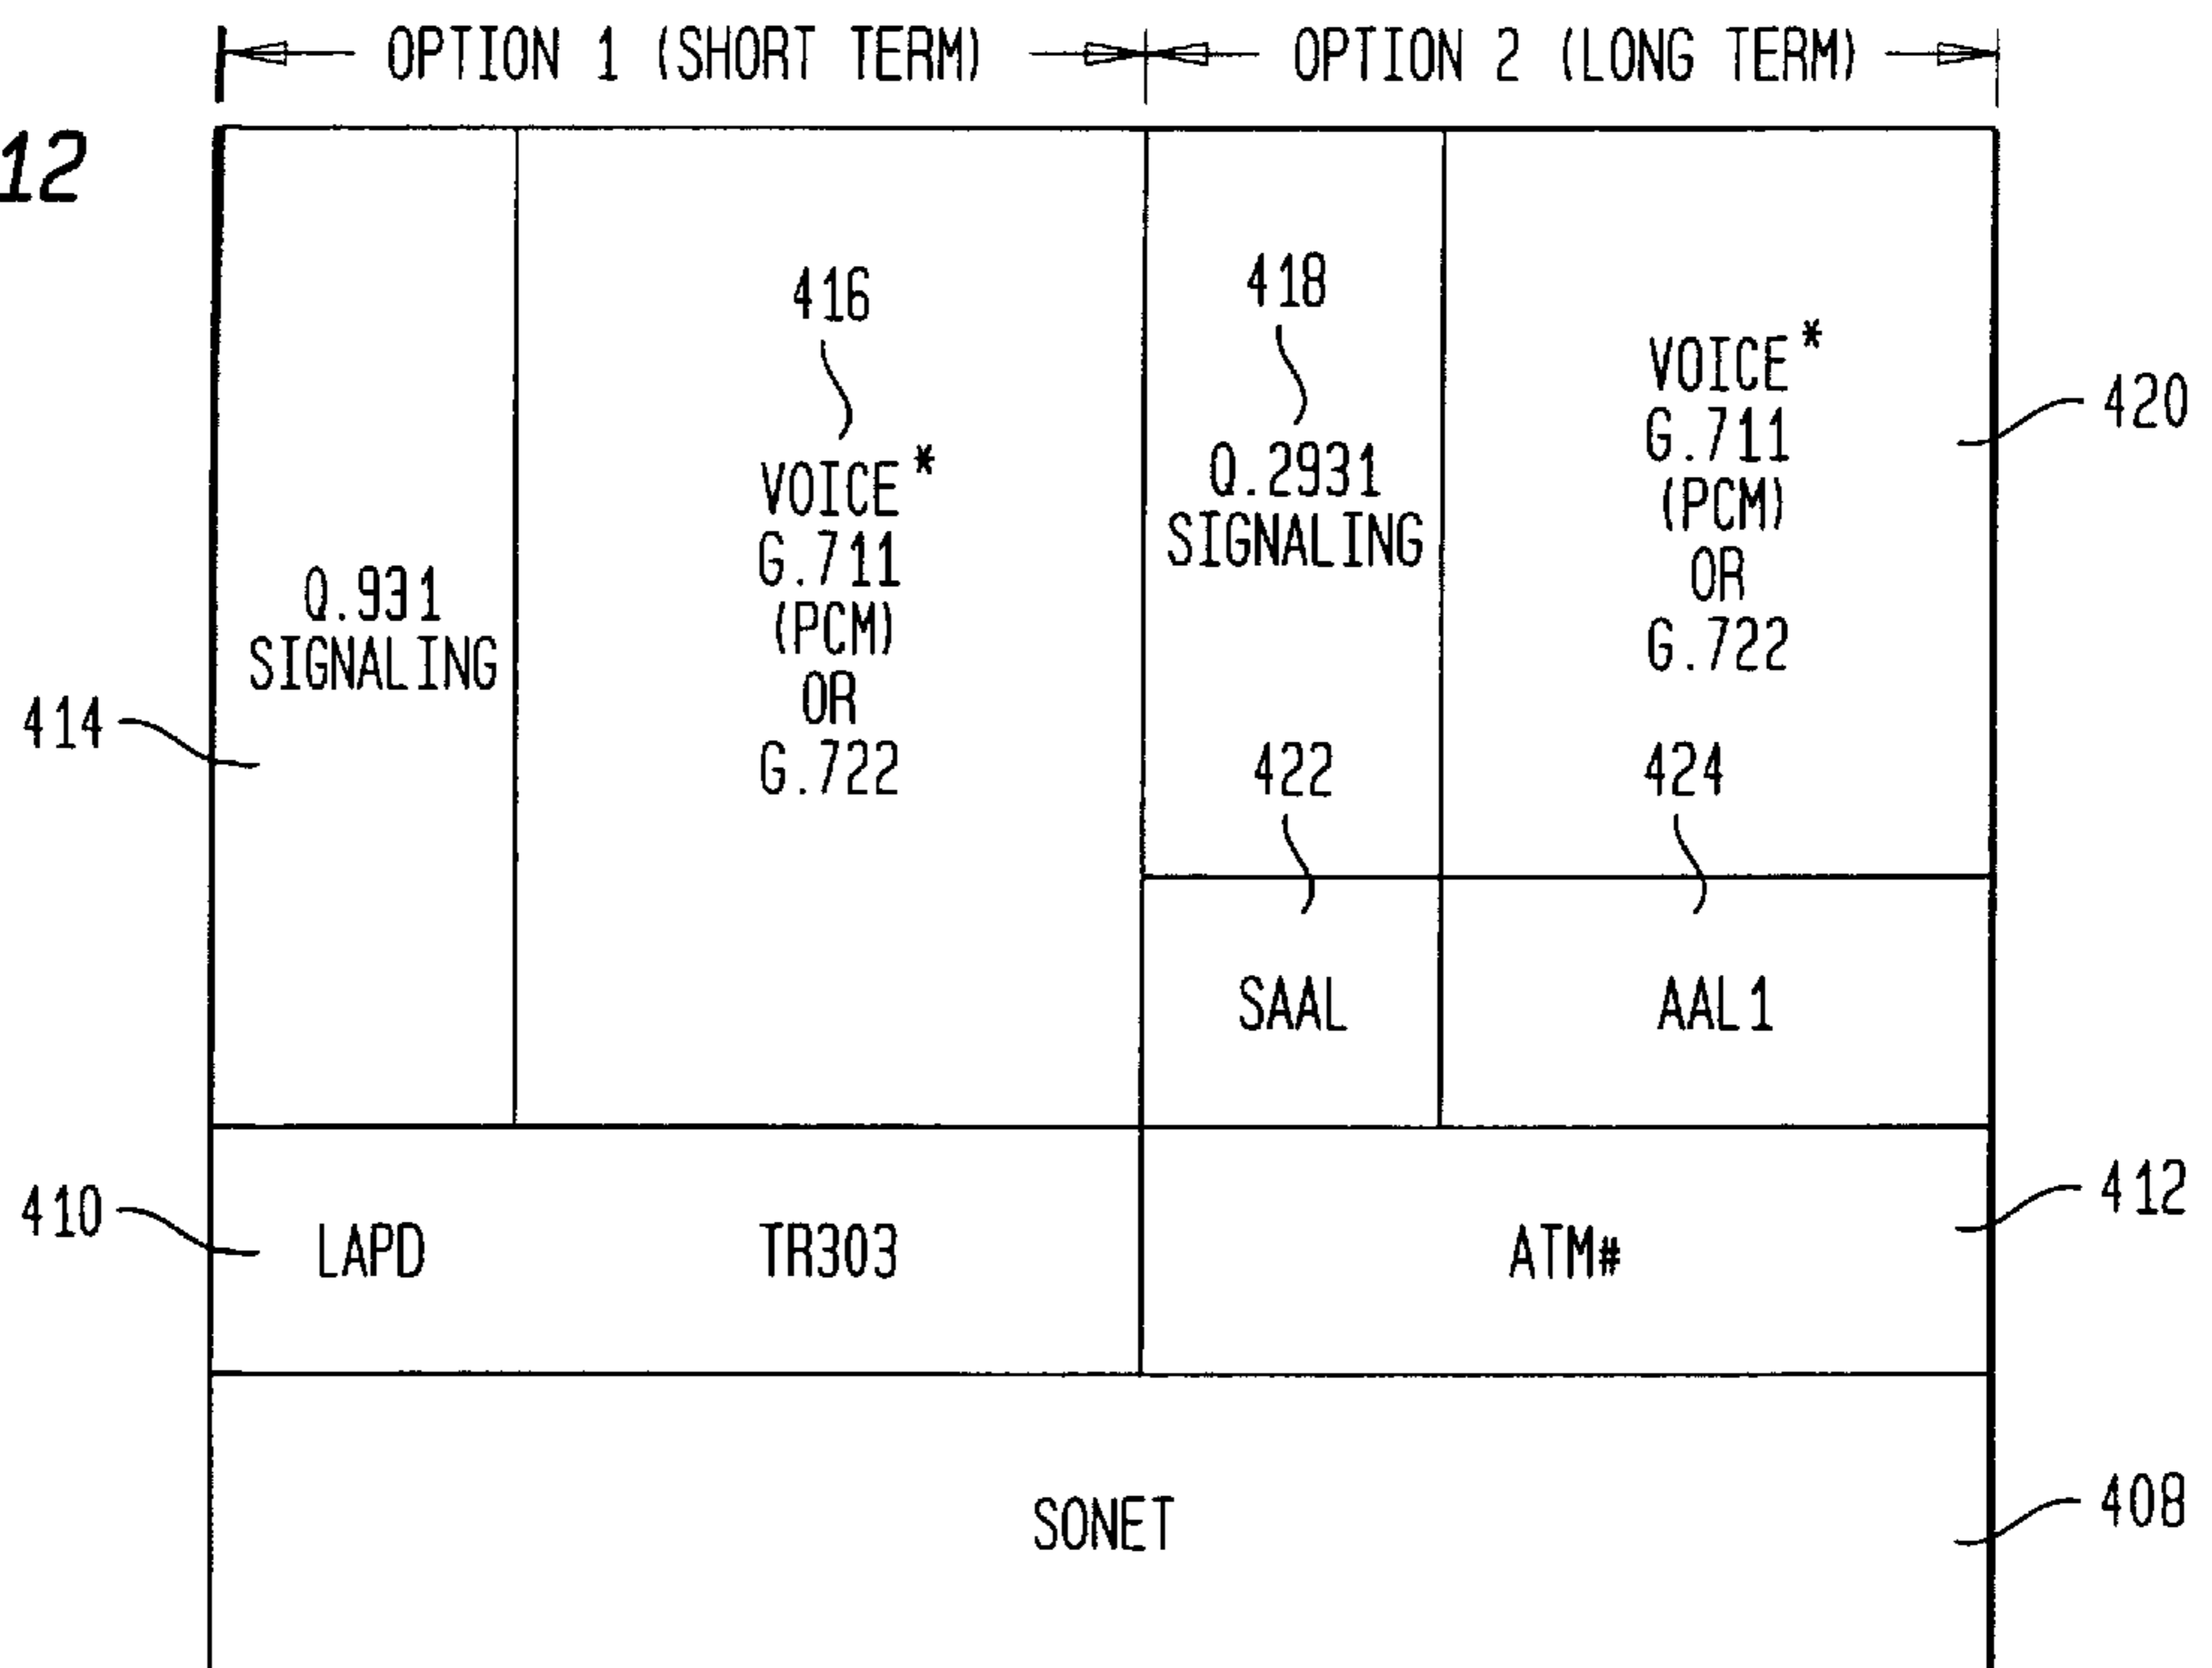 OPTION 1 (SHORT TERM)
OPTION 2 (LONG TERM)
12
416
418
VOICE*
G.711
(PCM)
OR
G.722
420
Q.2931
SIGNALING
VOICE*
G.711
(PCM)
OR
G.722
Q.931
SIGNALING
414
422
424
SAAL
AAL1
410
LAPD
TR303
ATM#
412
SONET
408